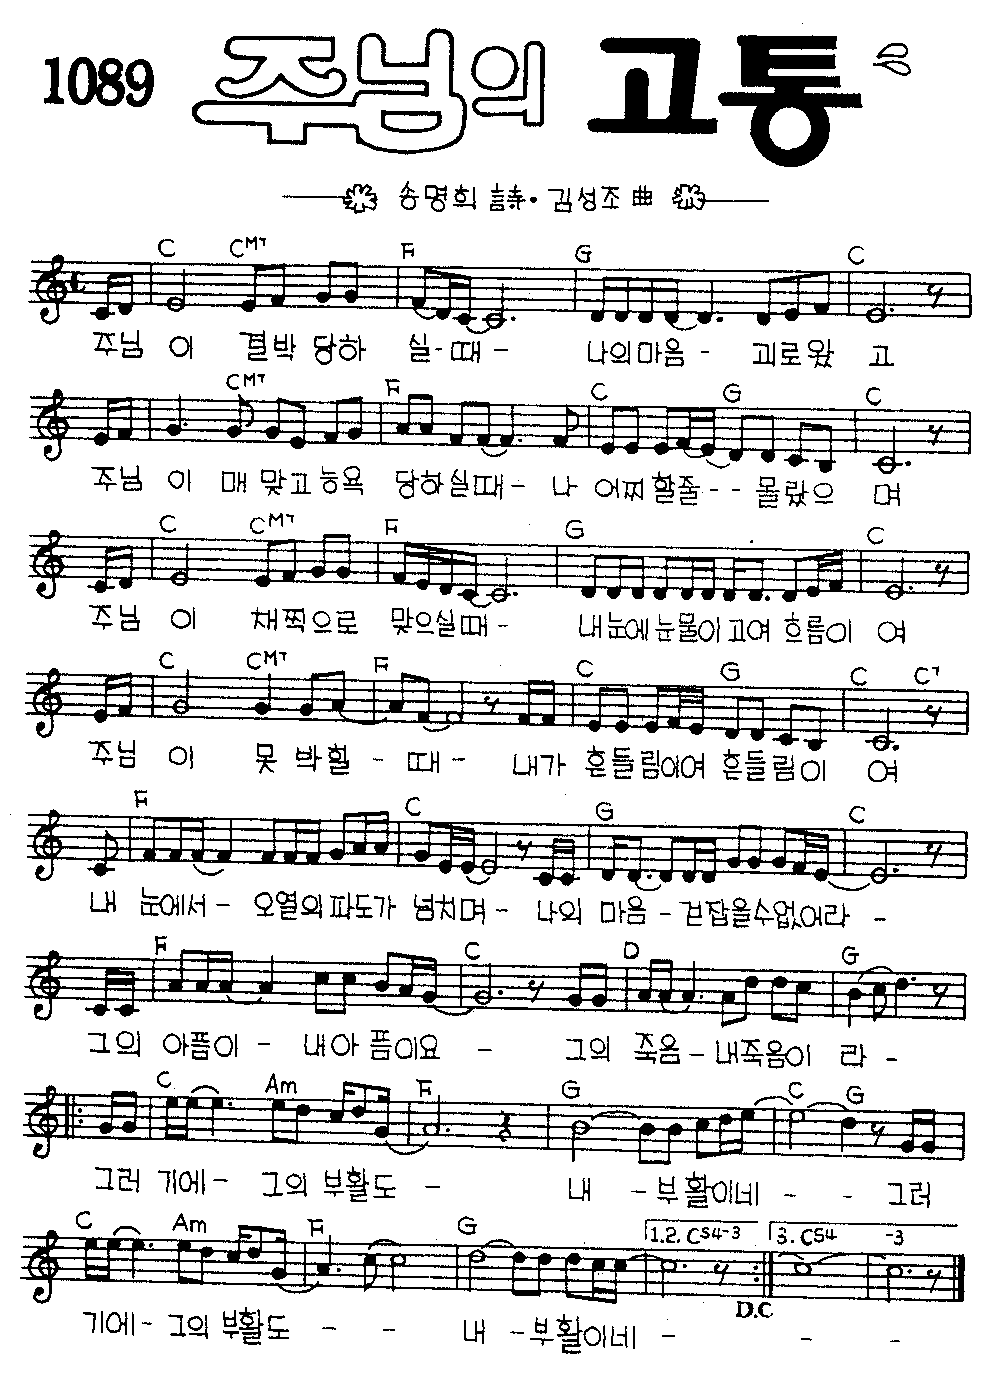 1089 주님의 고통
송명희 詩 · 김성조 曲
C CM7 F G C
주님 이 결박 당하 실-때- 나의마음- 괴로왔 고
CM7 F C G C
주님 이 매 맞고 능욕 당하실때- 나 어찌할줄-- 몰랐으 며
C CM7 F G C
주님 이 채찍으로 맞으실때- 내눈에눈물이고여 흐름이 여
C CM7 F C G C C7
주님 이 못 박힐 - 때- 내가 흔들림이여 흔들림이 여
F C G C
내 눈에서- 오열의파도가 넘치며- 나의 마음- 걷잡을수없어라 -
F C D G
그의 아픔이- 내아픔이요 - 그의 죽음-내죽음이 라-
C Am F G C G
그러 기에- 그의 부활도 - 내 -부활이네 - - 그러
C Am F G 1.2. CS4-3 3. CS4 -3
D.C
기에- 그의 부활도 - - 내 -부활이네 - - -